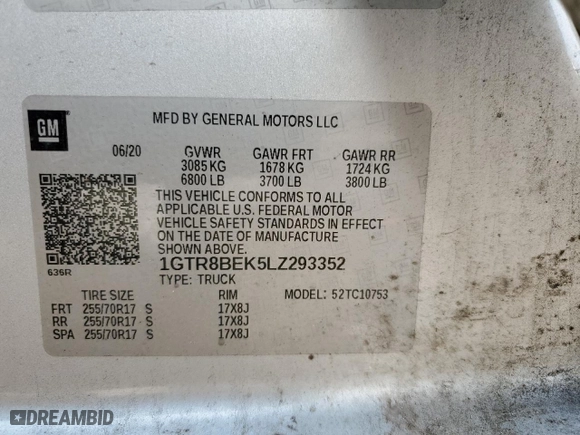 GM
MFD BY GENERAL MOTORS LLC
06/20 GVWR GAWR FRT GAWR RR
3085 KG 1678 KG 1724 KG
6800 LB 3700 LB 3800 LB
THIS VEHICLE CONFORMS TO ALL
APPLICABLE U.S. FEDERAL MOTOR
VEHICLE SAFETY STANDARDS IN EFFECT
ON THE DATE OF MANUFACTURE
SHOWN ABOVE.
636R
1GTR8BEK5LZ293352
TYPE: TRUCK
TIRE SIZE RIM MODEL: 52TC10753
FRT 255/70R17 S 17X8J
RR 255/70R17 S 17X8J
SPA 255/70R17 S 17X8J
DREAMBID